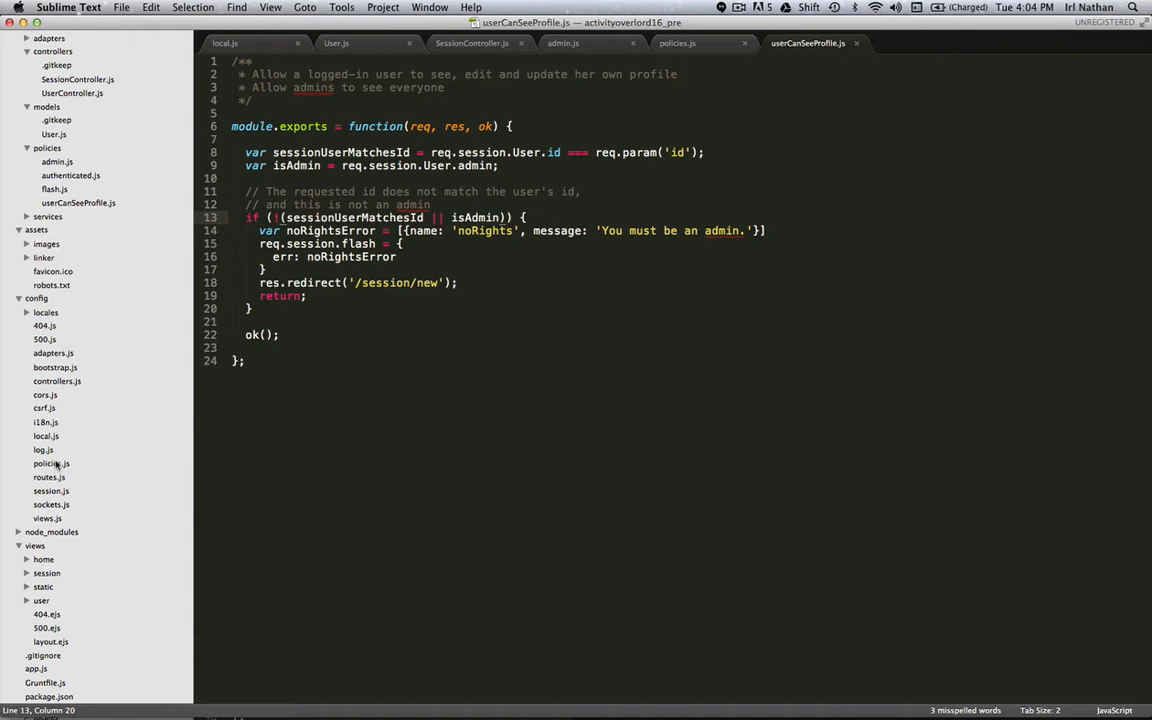 Sublime Text File Edit Selection Find View Goto Tools Project Window Help 5 Shift (Charged) Tue 4:04 PM Irl Nathan
userCanSeeProfile.js — activityoverlord16_pre UNREGISTERED
local.js × User.js × SessionController.js × admin.js × policies.js × userCanSeeProfile.js ×
adapters
controllers
.gitkeep
SessionController.js
UserController.js
models
.gitkeep
User.js
policies
admin.js
authenticated.js
flash.js
userCanSeeProfile.js
services
assets
images
linker
favicon.ico
robots.txt
config
locales
404.js
500.js
adapters.js
bootstrap.js
controllers.js
cors.js
csrf.js
i18n.js
local.js
log.js
policies.js
routes.js
session.js
sockets.js
views.js
node_modules
views
home
session
static
user
404.ejs
500.ejs
layout.ejs
.gitignore
app.js
Gruntfile.js
package.json
1 /**
2 * Allow a logged-in user to see, edit and update her own profile
3 * Allow admins to see everyone
4 */
5
6 module.exports = function(req, res, ok) {
7
8 var sessionUserMatchesId = req.session.User.id === req.param('id');
9 var isAdmin = req.session.User.admin;
10
11 // The requested id does not match the user's id,
12 // and this is not an admin
13 if (!(sessionUserMatchesId || isAdmin)) {
14 var noRightsError = [{name: 'noRights', message: 'You must be an admin.'}]
15 req.session.flash = {
16 err: noRightsError
17 }
18 res.redirect('/session/new');
19 return;
20 }
21
22 ok();
23
24 };
Line 13, Column 20 3 misspelled words Tab Size: 2 JavaScript